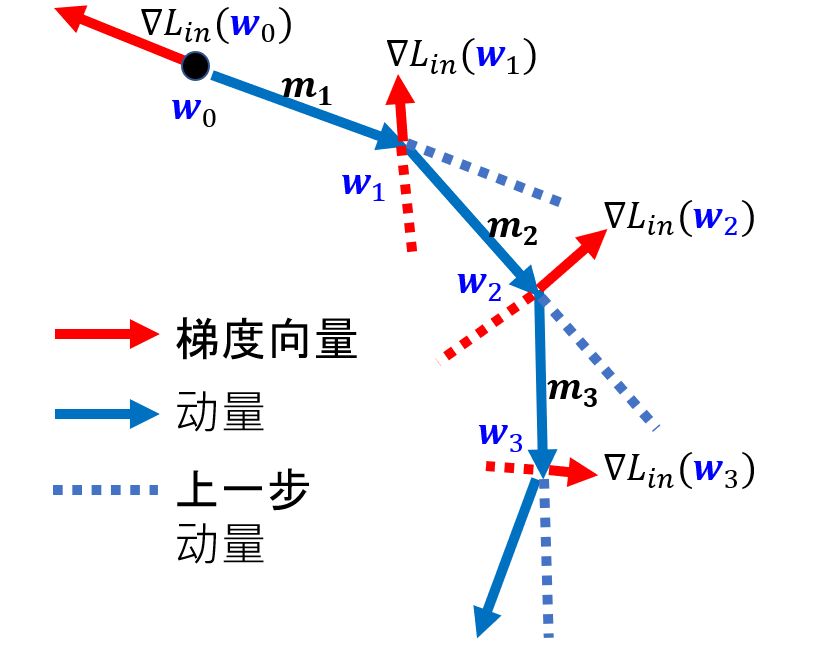 ∇L_in(w_0)
∇L_in(w_1)
m_1
w_0
w_1
m_2
∇L_in(w_2)
w_2
梯度向量
m_3
动量
w_3
∇L_in(w_3)
上一步
动量